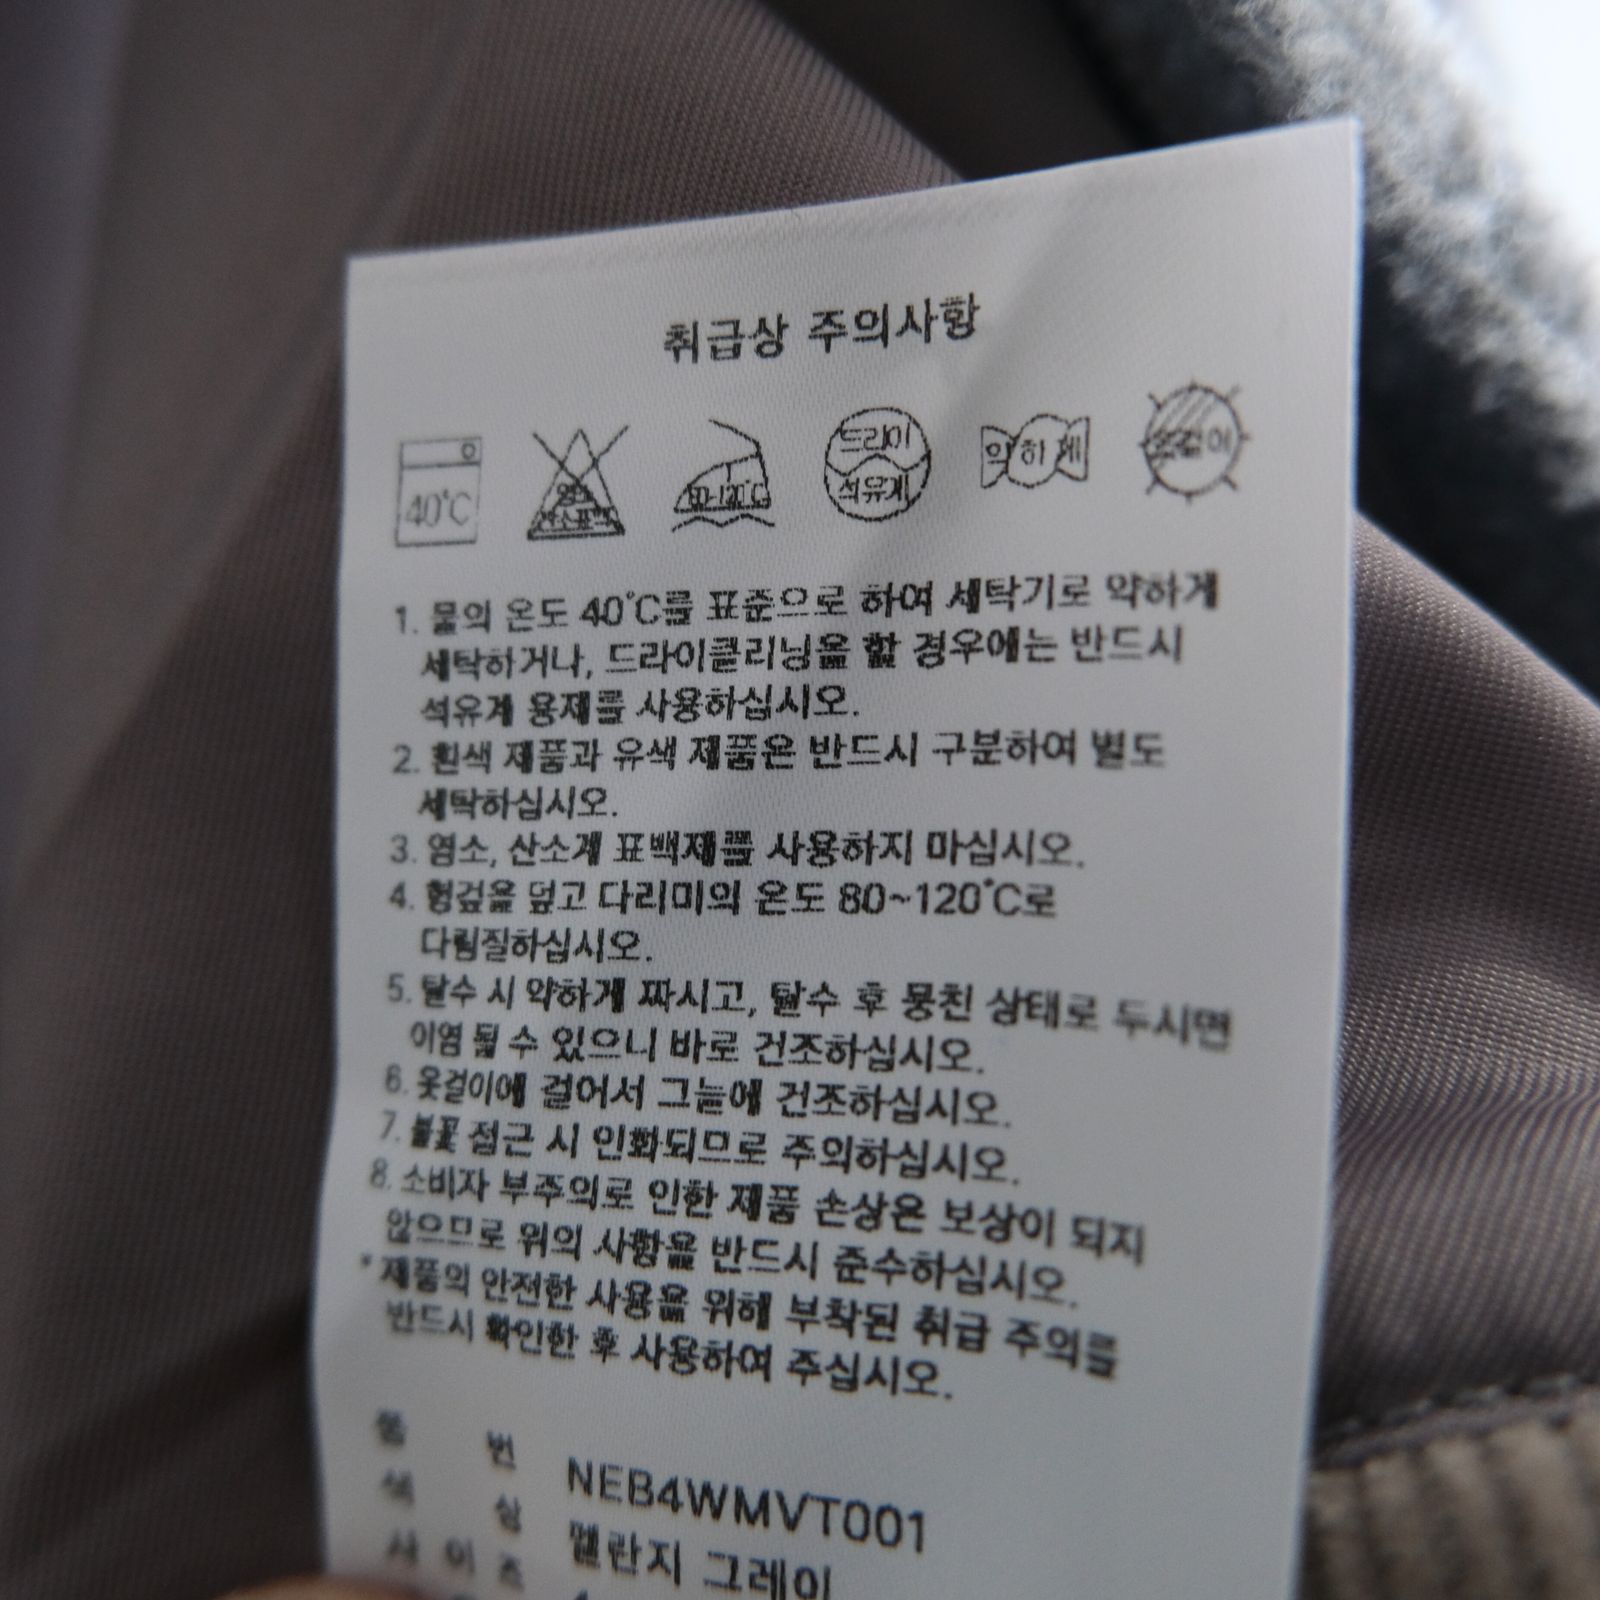 취급상 주의사항
40℃
염소
산소표백
80-120℃
드라이
석유계
약하게
옷걸이
1. 물의 온도 40℃를 표준으로 하여 세탁기로 약하게
세탁하거나, 드라이클리닝을 할 경우에는 반드시
석유계 용제를 사용하십시오.
2. 흰색 제품과 유색 제품은 반드시 구분하여 별도
세탁하십시오.
3. 염소, 산소계 표백제를 사용하지 마십시오.
4. 헝겊을 덮고 다리미의 온도 80~120℃로
다림질하십시오.
5. 탈수 시 약하게 짜시고, 탈수 후 뭉친 상태로 두시면
이염 될 수 있으니 바로 건조하십시오.
6. 옷걸이에 걸어서 그늘에 건조하십시오.
7. 불꽃 접근 시 인화되므로 주의하십시오.
8. 소비자 부주의로 인한 제품 손상은 보상이 되지
않으므로 위의 사항을 반드시 준수하십시오.
* 제품의 안전한 사용을 위해 부착된 취급 주의를
반드시 확인한 후 사용하여 주십시오.
품 번 NEB4WMVT001
색 상 멜란지 그레이
사 이 즈